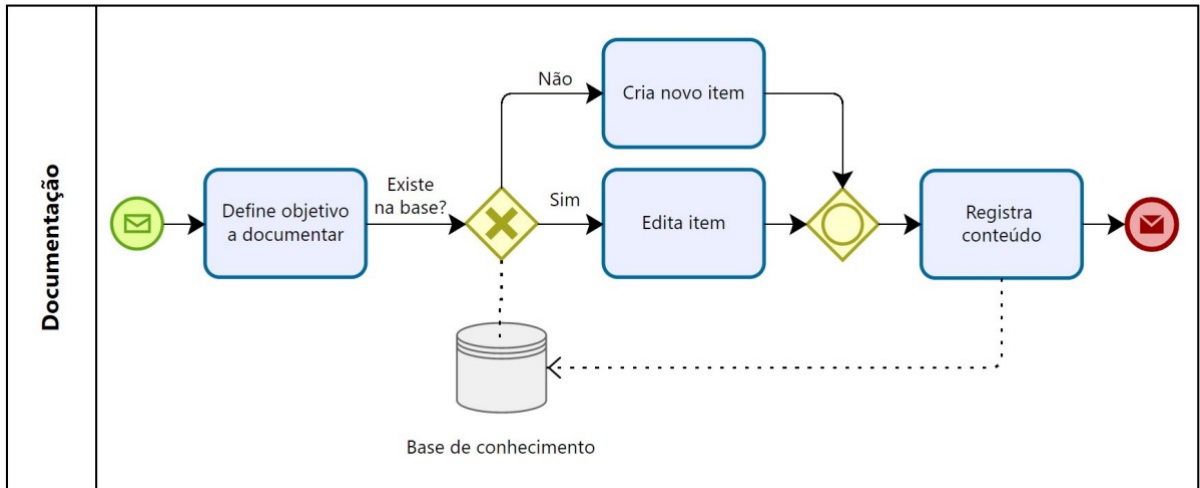 Documentação
Define objetivo
a documentar
Existe
na base?
Não
Cria novo item
Sim
Edita item
Registra
conteúdo
Base de conhecimento